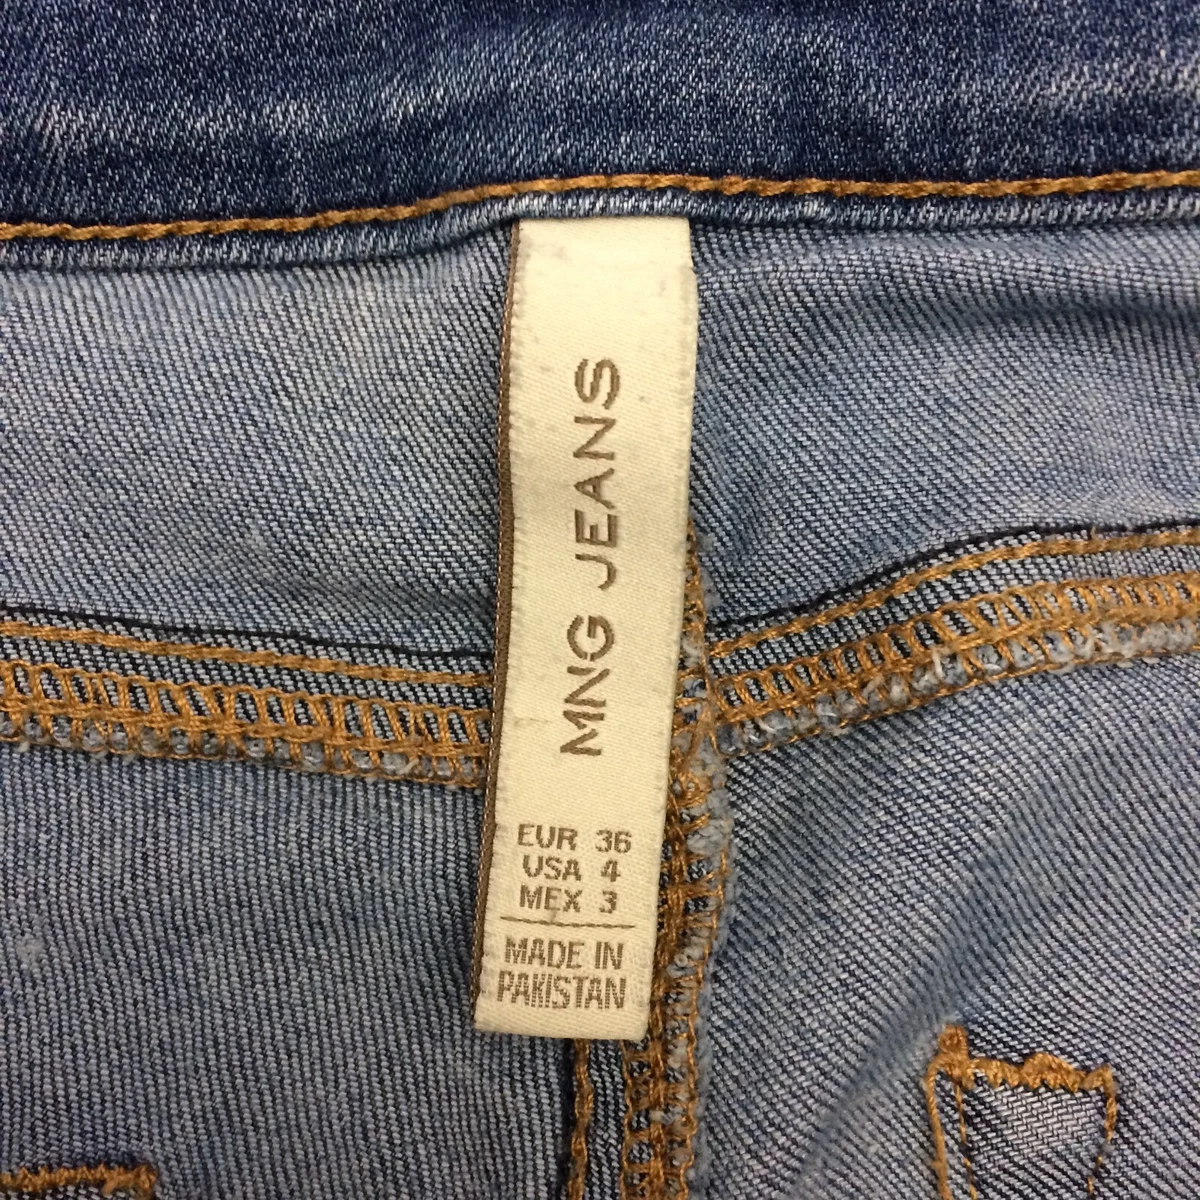 MNG JEANS
EUR 36
USA 4
MEX 3
MADE IN
PAKISTAN